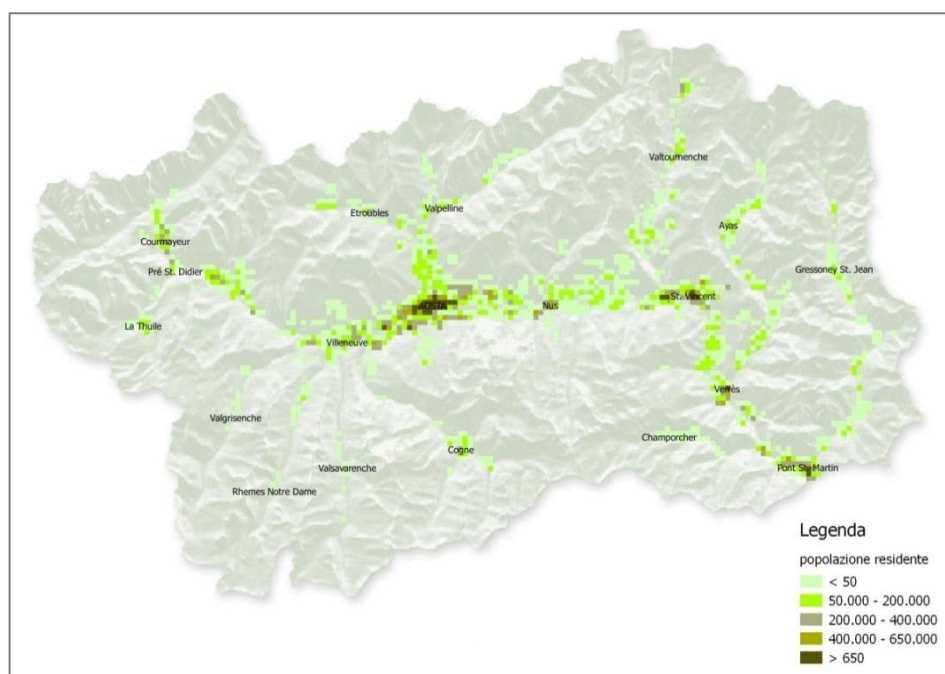 Valtournenche
Etroubles
Valpelline
Ayas
Courmayeur
Pré St. Didier
Gressoney St. Jean
AOSTA
Nus
St. Vincent
La Thuile
Villeneuve
Verrès
Valgrisenche
Champorcher
Cogne
Valsavarenche
Pont St. Martin
Rhemes Notre Dame
Legenda
popolazione residente
< 50
50.000 - 200.000
200.000 - 400.000
400.000 - 650.000
> 650